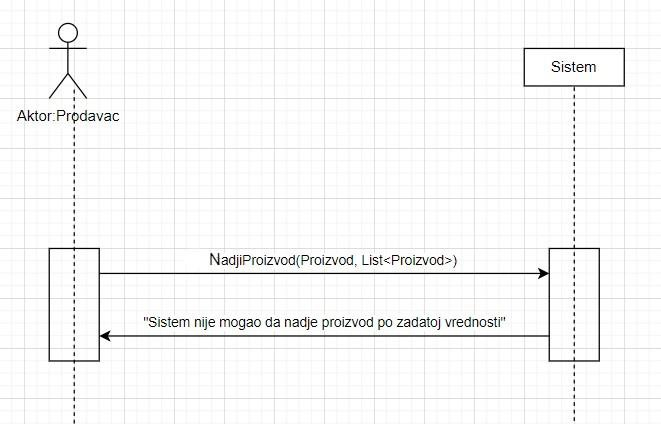 Sistem
Aktor:Prodavac
NadjiProizvod(Proizvod, List<Proizvod>)
"Sistem nije mogao da nadje proizvod po zadatoj vrednosti"